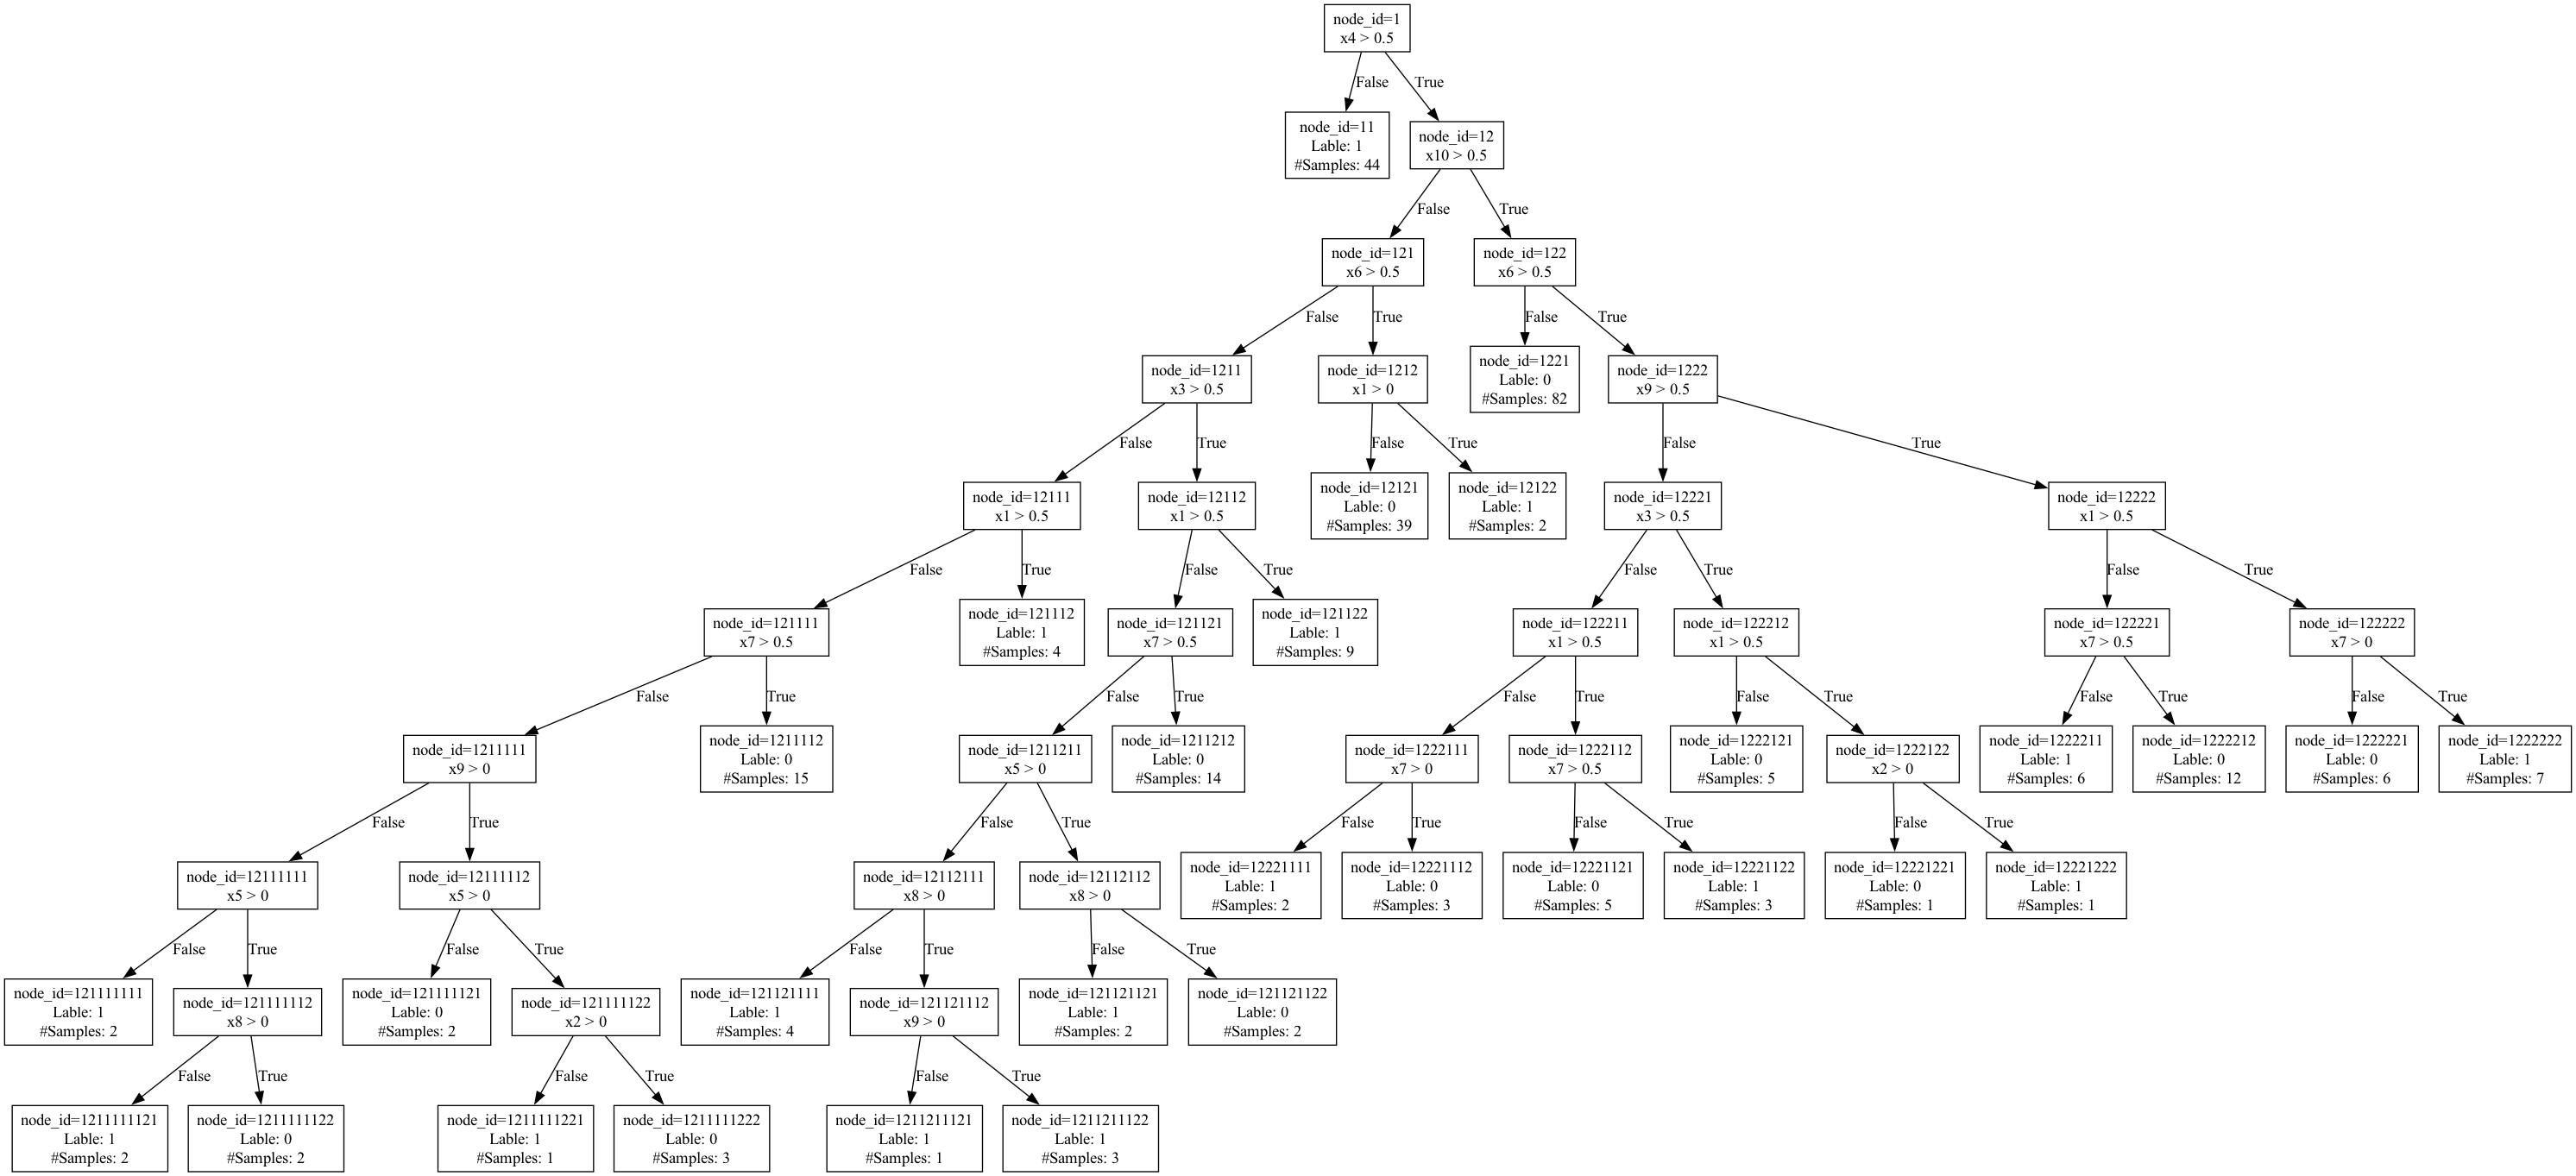 node_id=1
x4 > 0.5
False
True
node_id=11
Lable: 1
#Samples: 44
node_id=12
x10 > 0.5
False
True
node_id=121
x6 > 0.5
node_id=122
x6 > 0.5
False
True
False
True
node_id=1211
x3 > 0.5
node_id=1212
x1 > 0
node_id=1221
Lable: 0
#Samples: 82
node_id=1222
x9 > 0.5
False
True
False
True
False
True
node_id=12111
x1 > 0.5
node_id=12112
x1 > 0.5
node_id=12121
Lable: 0
#Samples: 39
node_id=12122
Lable: 1
#Samples: 2
node_id=12221
x3 > 0.5
node_id=12222
x1 > 0.5
False
True
False
True
False
True
False
True
node_id=121111
x7 > 0.5
node_id=121112
Lable: 1
#Samples: 4
node_id=121121
x7 > 0.5
node_id=121122
Lable: 1
#Samples: 9
node_id=122211
x1 > 0.5
node_id=122212
x1 > 0.5
node_id=122221
x7 > 0.5
node_id=122222
x7 > 0
False
True
False
True
False
True
False
True
False
True
False
True
node_id=1211111
x9 > 0
node_id=1211112
Lable: 0
#Samples: 15
node_id=1211211
x5 > 0
node_id=1211212
Lable: 0
#Samples: 14
node_id=1222111
x7 > 0
node_id=1222112
x7 > 0.5
node_id=1222121
Lable: 0
#Samples: 5
node_id=1222122
x2 > 0
node_id=1222211
Lable: 1
#Samples: 6
node_id=1222212
Lable: 0
#Samples: 12
node_id=1222221
Lable: 0
#Samples: 6
node_id=1222222
Lable: 1
#Samples: 7
False
True
False
True
False
True
False
True
False
True
node_id=12111111
x5 > 0
node_id=12111112
x5 > 0
node_id=12112111
x8 > 0
node_id=12112112
x8 > 0
node_id=12221111
Lable: 1
#Samples: 2
node_id=12221112
Lable: 0
#Samples: 3
node_id=12221121
Lable: 0
#Samples: 5
node_id=12221122
Lable: 1
#Samples: 3
node_id=12221221
Lable: 0
#Samples: 1
node_id=12221222
Lable: 1
#Samples: 1
False
True
False
True
False
True
False
True
node_id=121111111
Lable: 1
#Samples: 2
node_id=121111112
x8 > 0
node_id=121111121
Lable: 0
#Samples: 2
node_id=121111122
x2 > 0
node_id=121121111
Lable: 1
#Samples: 4
node_id=121121112
x9 > 0
node_id=121121121
Lable: 1
#Samples: 2
node_id=121121122
Lable: 0
#Samples: 2
False
True
False
True
False
True
node_id=1211111121
Lable: 1
#Samples: 2
node_id=1211111122
Lable: 0
#Samples: 2
node_id=1211111221
Lable: 1
#Samples: 1
node_id=1211111222
Lable: 0
#Samples: 3
node_id=1211211121
Lable: 1
#Samples: 1
node_id=1211211122
Lable: 1
#Samples: 3